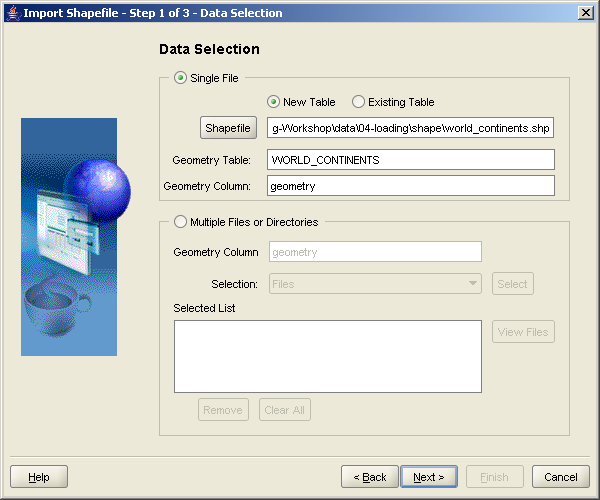 Import Shapefile - Step 1 of 3 - Data Selection
Data Selection
Single File
New Table Existing Table
Shapefile g-Workshop\data\04-loading\shape\world_continents.shp
Geometry Table: WORLD_CONTINENTS
Geometry Column: geometry
Multiple Files or Directories
Geometry Column geometry
Selection: Files Select
Selected List
View Files
Remove Clear All
Help < Back Next > Finish Cancel